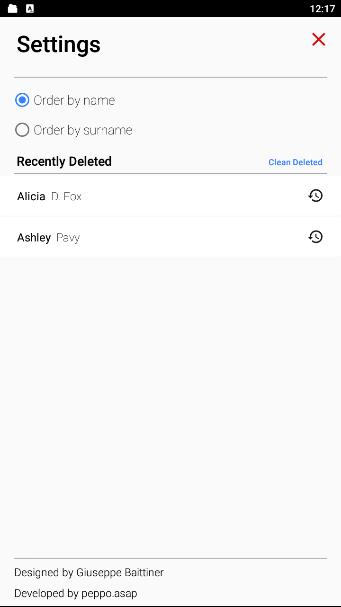 12:17
Settings
Order by name
Order by surname
Recently Deleted Clean Deleted
Alicia D. Fox
Ashley Pavy
Designed by Giuseppe Baittiner
Developed by peppo.asap